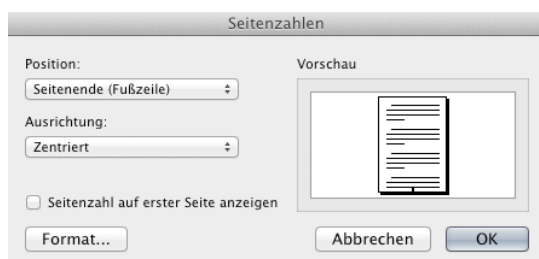 Seitenzahlen
Position:
Seitenende (Fußzeile)
Ausrichtung:
Zentriert
Seitenzahl auf erster Seite anzeigen
Format...
Vorschau
Abbrechen
OK